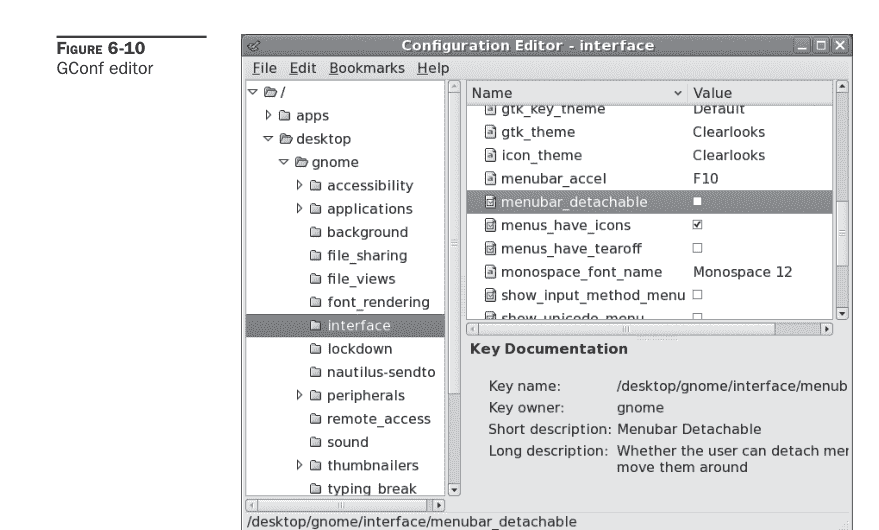 FIGURE 6-10
GConf editor
Configuration Editor - interface
File Edit Bookmarks Help
/
apps
desktop
gnome
accessibility
applications
background
file_sharing
file_views
font_rendering
interface
lockdown
nautilus-sendto
peripherals
remote_access
sound
thumbnailers
typing_break
Name Value
gtk_key_theme Default
gtk_theme Clearlooks
icon_theme Clearlooks
menubar_accel F10
menubar_detachable
menus_have_icons
menus_have_tearoff
monospace_font_name Monospace 12
show_input_method_menu
show_unicode_menu
Key Documentation
Key name: /desktop/gnome/interface/menub
Key owner: gnome
Short description: Menubar Detachable
Long description: Whether the user can detach mer
move them around
/desktop/gnome/interface/menubar_detachable